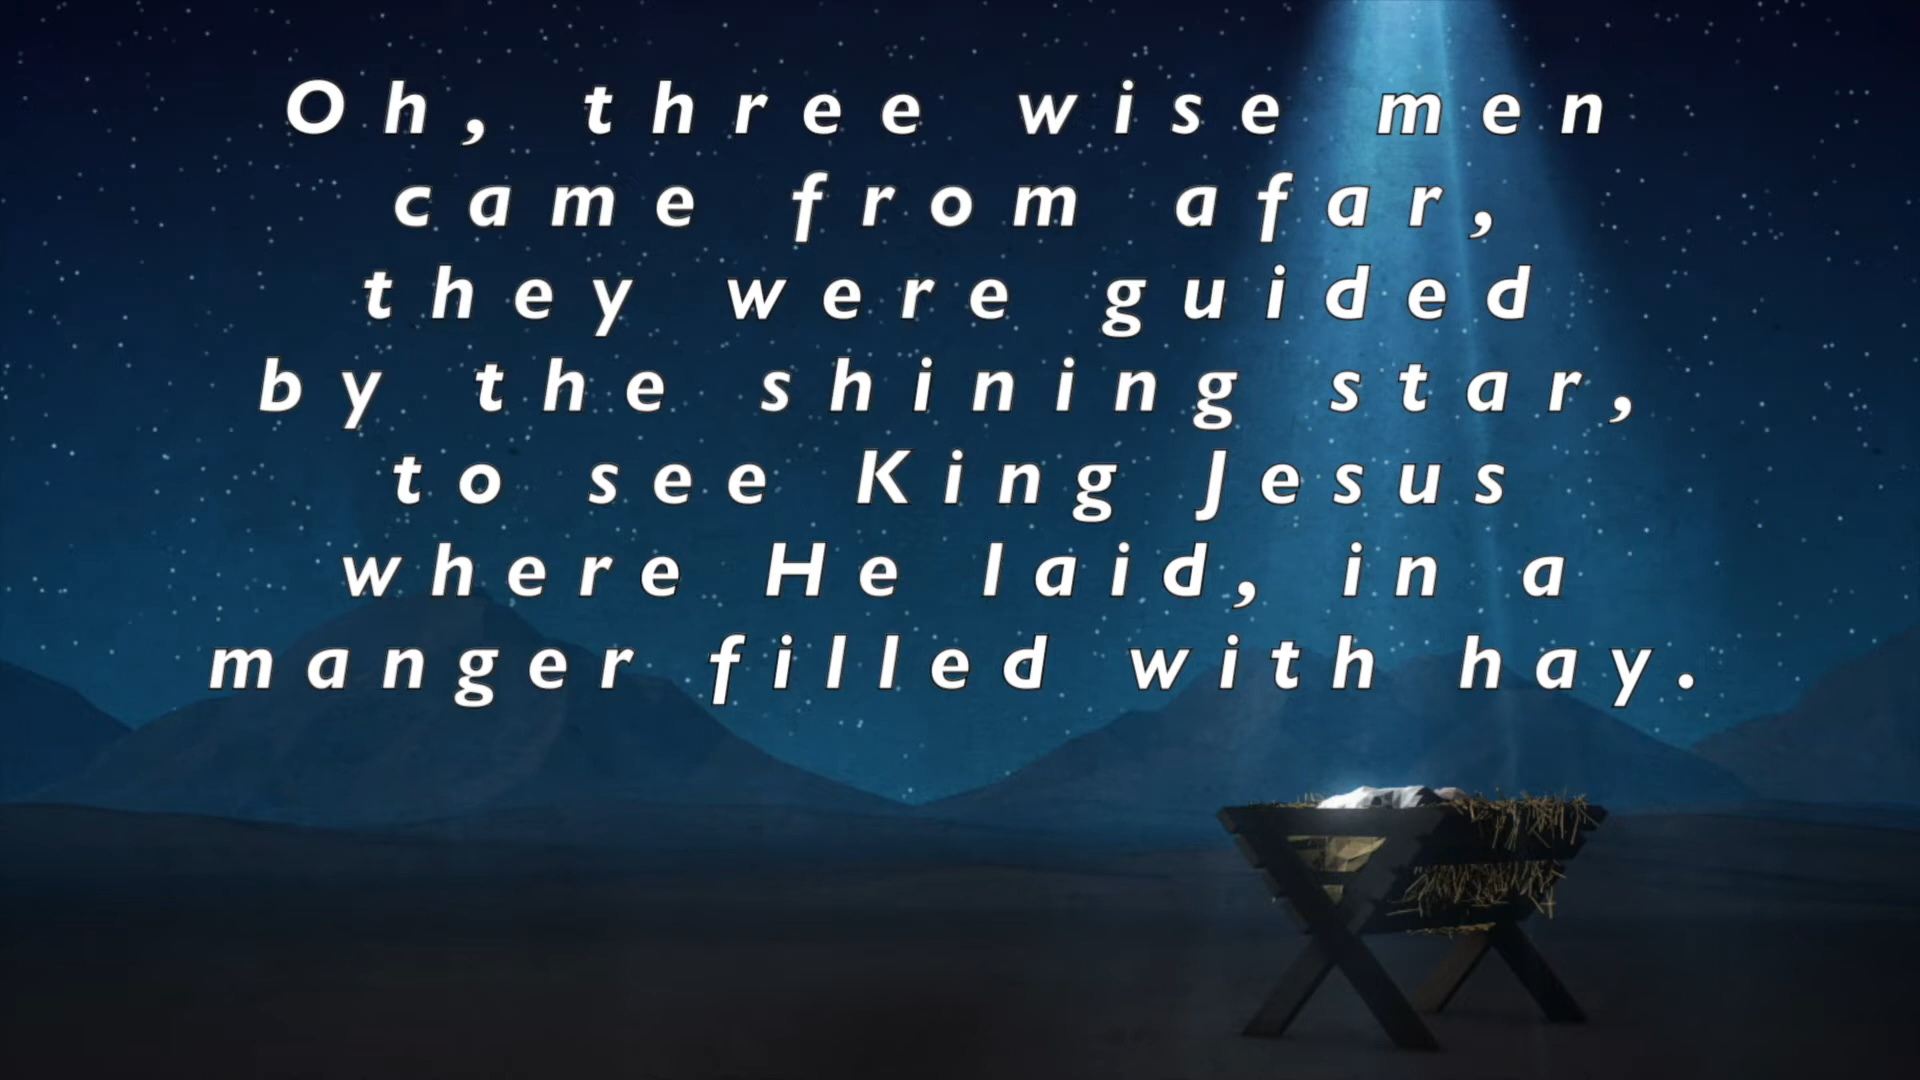 Oh, three wise men
came from afar,
they were guided
by the shining star,
to see King Jesus
where He laid, in a
manger filled with hay.